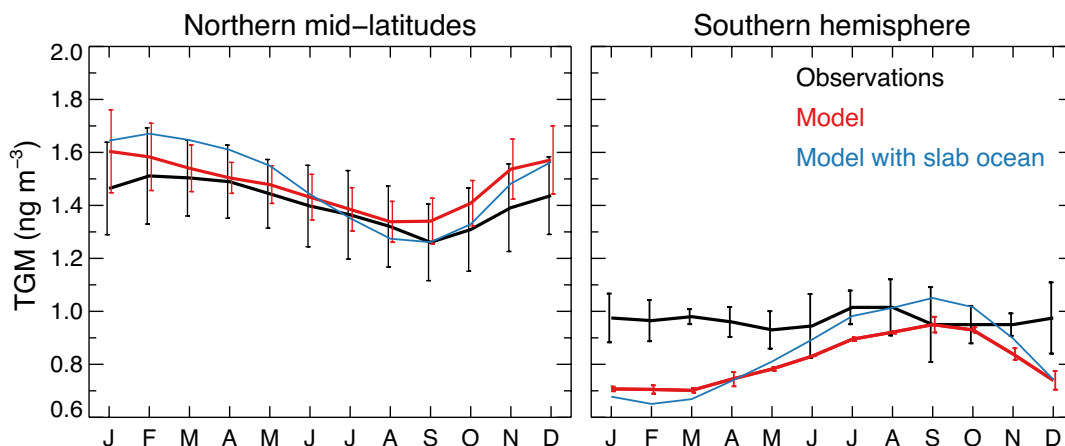 Northern mid−latitudes
Southern hemisphere
TGM (ng m⁻³)
2.0
1.8
1.6
1.4
1.2
1.0
0.8
0.6
Observations
Model
Model with slab ocean
J F M A M J J A S O N D
J F M A M J J A S O N D